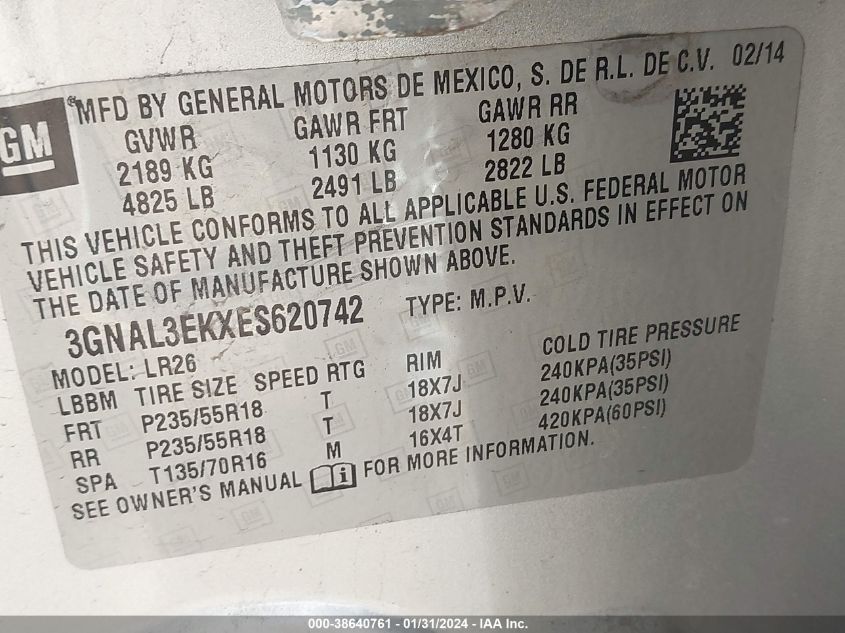 GM
MFD BY GENERAL MOTORS DE MEXICO, S. DE R.L. DE C.V. 02/14
GVWR GAWR FRT GAWR RR
2189 KG 1130 KG 1280 KG
4825 LB 2491 LB 2822 LB
THIS VEHICLE CONFORMS TO ALL APPLICABLE U.S. FEDERAL MOTOR
VEHICLE SAFETY AND THEFT PREVENTION STANDARDS IN EFFECT ON
THE DATE OF MANUFACTURE SHOWN ABOVE.
3GNAL3EKXES620742 TYPE: M.P.V.
MODEL: LR26
LBBM TIRE SIZE SPEED RTG RIM COLD TIRE PRESSURE
FRT P235/55R18 T 18X7J 240KPA(35PSI)
RR P235/55R18 T 18X7J 240KPA(35PSI)
SPA T135/70R16 M 16X4T 420KPA(60PSI)
SEE OWNER'S MANUAL i FOR MORE INFORMATION.
000-38640761 - 01/31/2024 - IAA Inc.